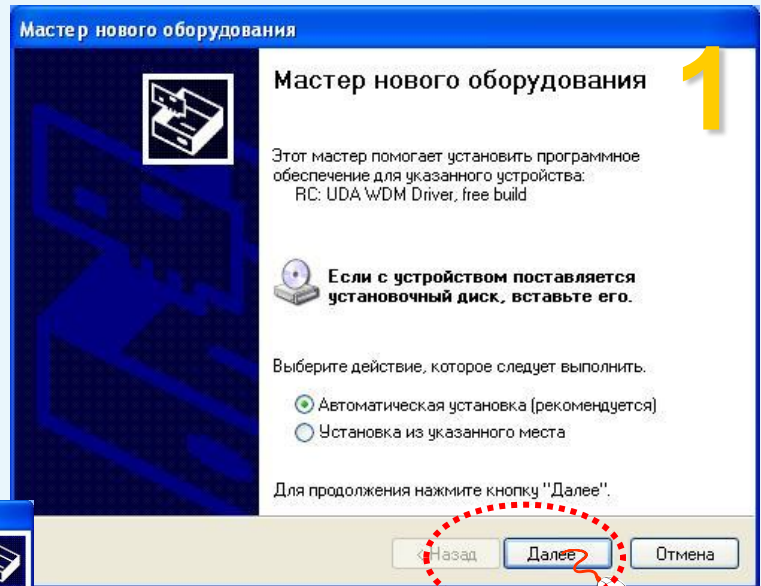 Мастер нового оборудования
1
Мастер нового оборудования
Этот мастер помогает установить программное
обеспечение для указанного устройства:
RC: UDA WDM Driver, free build
Если с устройством поставляется
установочный диск, вставьте его.
Выберите действие, которое следует выполнить.
Автоматическая установка (рекомендуется)
Установка из указанного места
Для продолжения нажмите кнопку "Далее".
< Назад Далее Отмена